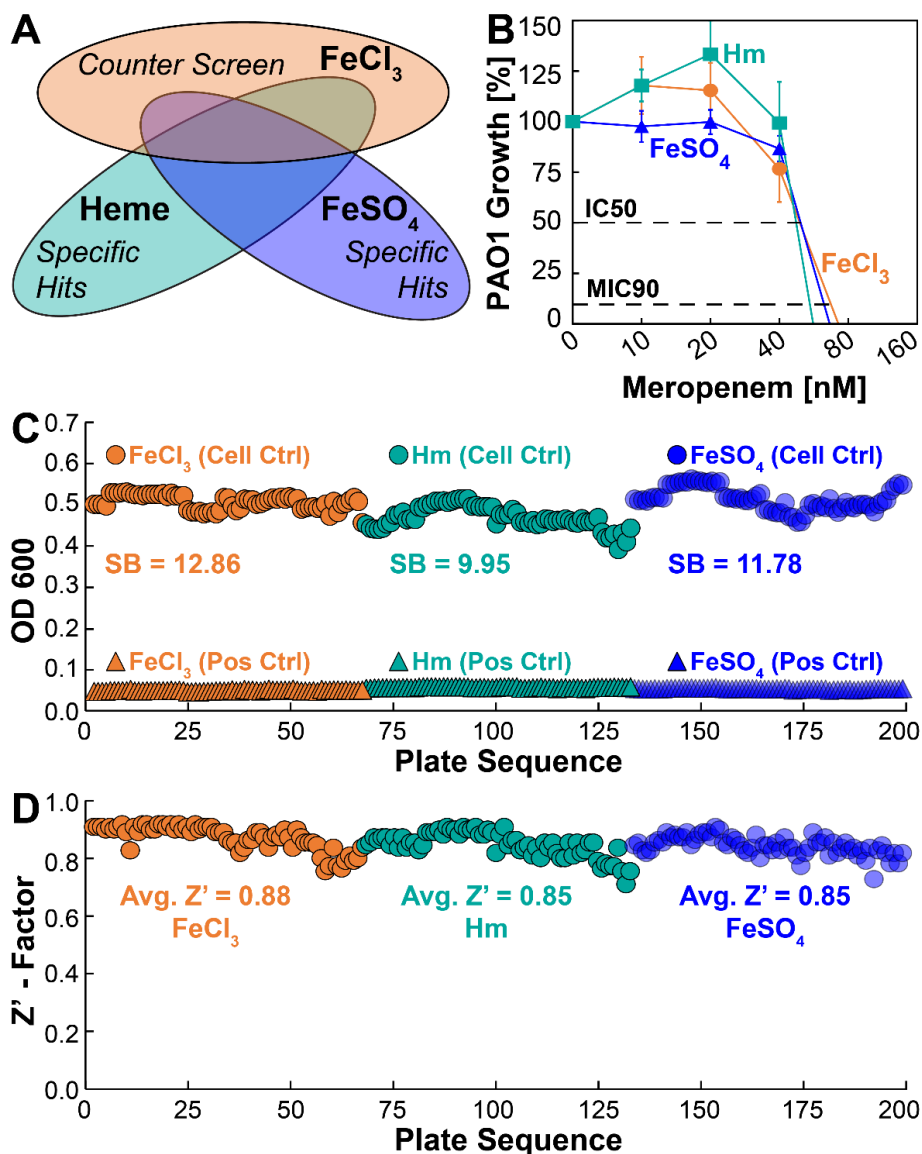 A
Counter Screen
FeCl₃
Heme
FeSO₄
Specific
Hits
Specific
Hits
B
PAO1 Growth [%]
150
125
100
75
50
25
0
Hm
FeSO₄
IC50
FeCl₃
MIC90
0
10
20
40
80
160
Meropenem [nM]
C
OD 600
0.7
0.6
0.5
0.4
0.3
0.2
0.1
0.0
FeCl₃ (Cell Ctrl)
Hm (Cell Ctrl)
FeSO₄ (Cell Ctrl)
SB = 12.86
SB = 9.95
SB = 11.78
FeCl₃ (Pos Ctrl)
Hm (Pos Ctrl)
FeSO₄ (Pos Ctrl)
0
25
50
75
100
125
150
175
200
Plate Sequence
D
Z' - Factor
1.0
0.8
0.6
0.4
0.2
0.0
Avg. Z' = 0.88
FeCl₃
Avg. Z' = 0.85
Hm
Avg. Z' = 0.85
FeSO₄
0
25
50
75
100
125
150
175
200
Plate Sequence